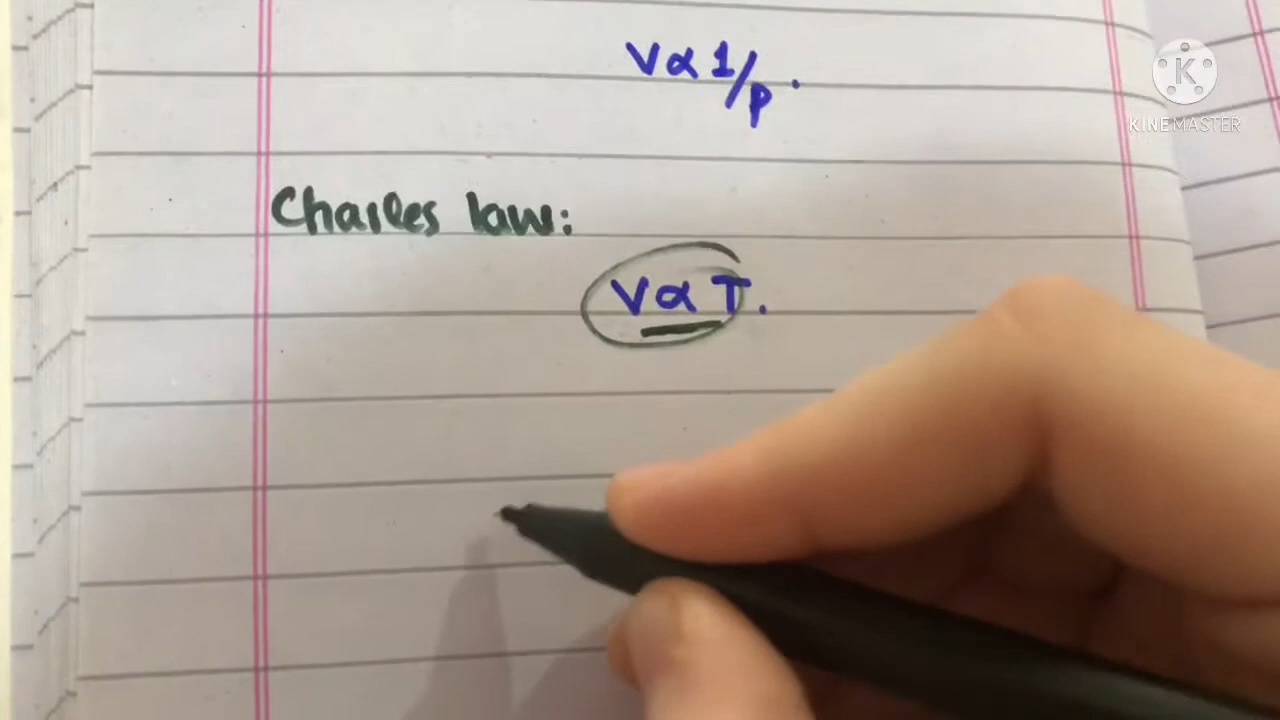 V∝1/p.
K
KINEMASTER
Charles law:
V∝T.